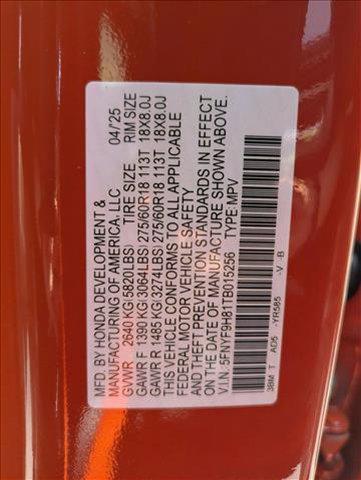 MFD. BY HONDA DEVELOPMENT &
MANUFACTURING OF AMERICA, LLC 04/25
GVWR 2640 KG(5820LBS) TIRE SIZE RIM SIZE
GAWR F 1390 KG(3064LBS) 275/60R18 113T 18X8.0J
GAWR R 1485 KG(3274LBS) 275/60R18 113T 18X8.0J
THIS VEHICLE CONFORMS TO ALL APPLICABLE
FEDERAL MOTOR VEHICLE SAFETY
AND THEFT PREVENTION STANDARDS IN EFFECT
ON THE DATE OF MANUFACTURE SHOWN ABOVE.
V.I.N: 5FNYF9H81TB015256 TYPE: MPV
3BM T AD5 -YR585 -V -B